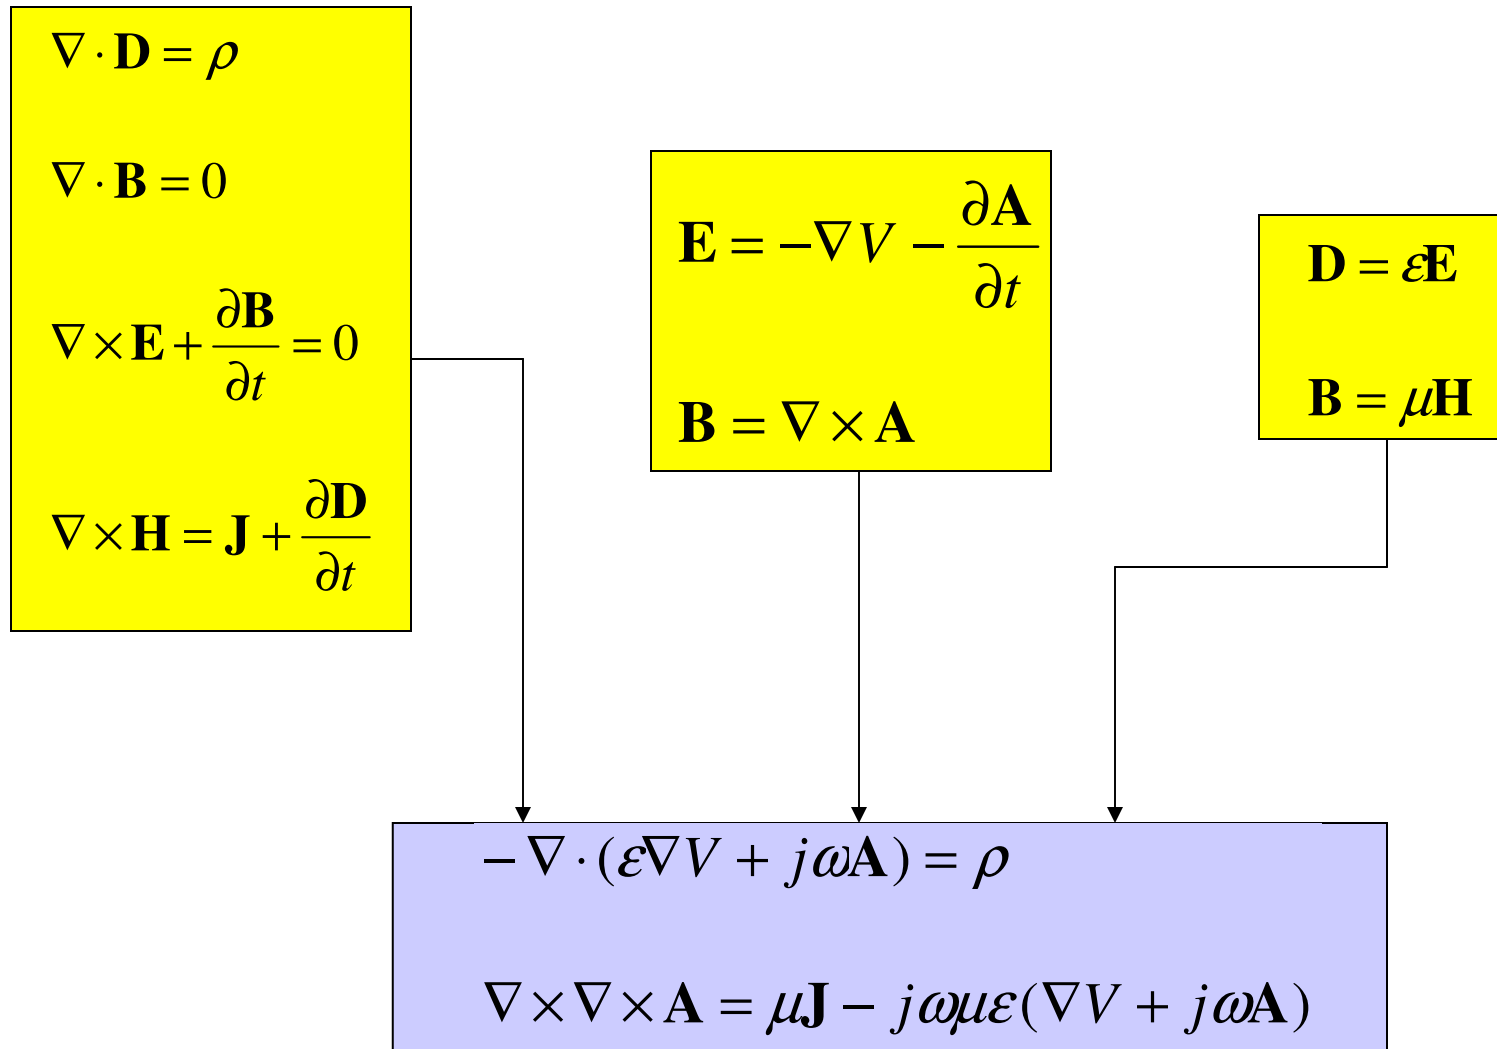 ∇ · D = ρ
∇ · B = 0
∇ × E + ∂B/∂t = 0
∇ × H = J + ∂D/∂t
E = −∇V − ∂A/∂t
B = ∇ × A
D = εE
B = μH
− ∇ · (ε∇V + jωA) = ρ
∇ × ∇ × A = μJ − jωμε(∇V + jωA)